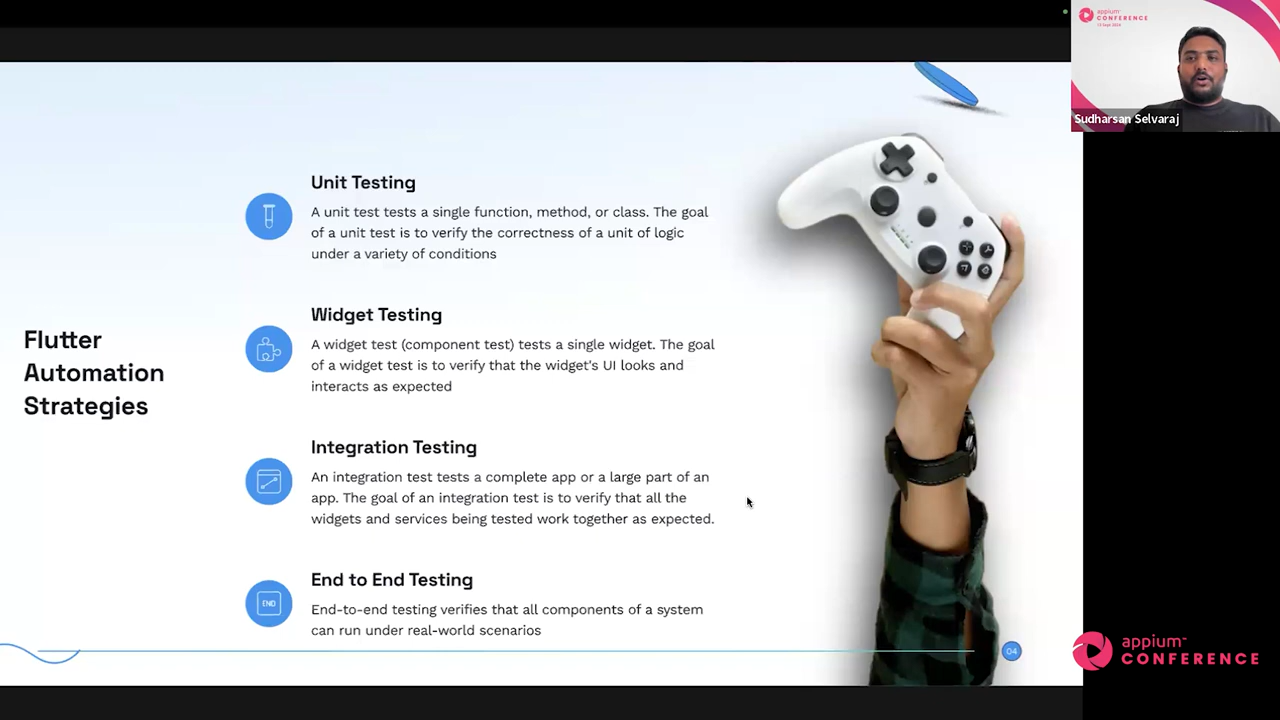 Flutter
Automation
Strategies
Unit Testing
A unit test tests a single function, method, or class. The goal
of a unit test is to verify the correctness of a unit of logic
under a variety of conditions
Widget Testing
A widget test (component test) tests a single widget. The goal
of a widget test is to verify that the widget's UI looks and
interacts as expected
Integration Testing
An integration test tests a complete app or a large part of an
app. The goal of an integration test is to verify that all the
widgets and services being tested work together as expected.
END
End to End Testing
End-to-end testing verifies that all components of a system
can run under real-world scenarios
04
appium
CONFERENCE
Sudharsan Selvaraj
appium
CONFERENCE